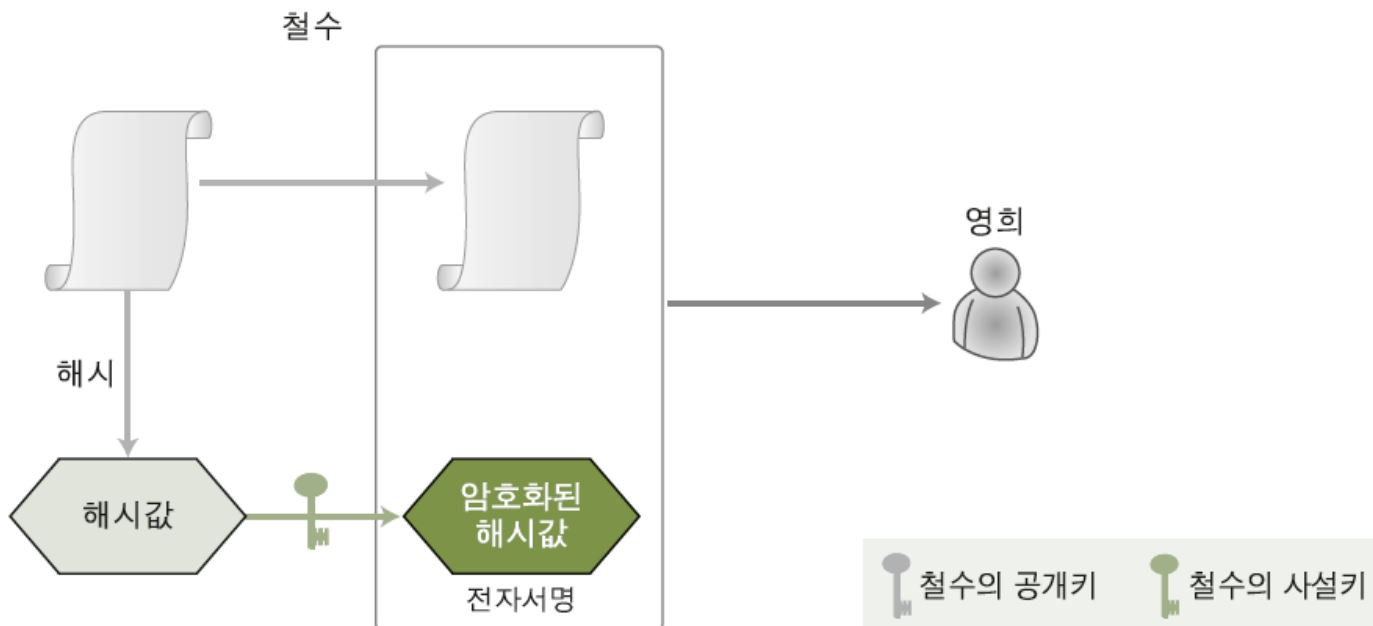 철수
영희
해시
해시값
암호화된
해시값
전자서명
철수의 공개키
철수의 사설키